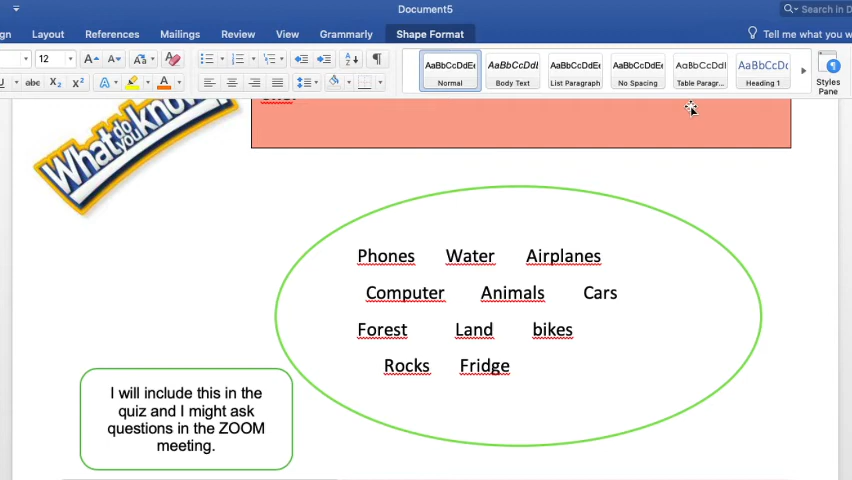 Document5
Search in D
References Mailings Review View Grammarly Shape Format Tell me what you w
Layout
12
AaBbCcDdEe AaBbCcDdE AaBbCcDdEe AaBbCcDdEe AaBbCcDdE AaBbCcDc
Normal Body Text List Paragraph No Spacing Table Paragr... Heading 1
Styles
Pane
What do you know
Phones Water Airplanes
Computer Animals Cars
Forest Land bikes
Rocks Fridge
I will include this in the
quiz and I might ask
questions in the ZOOM
meeting.